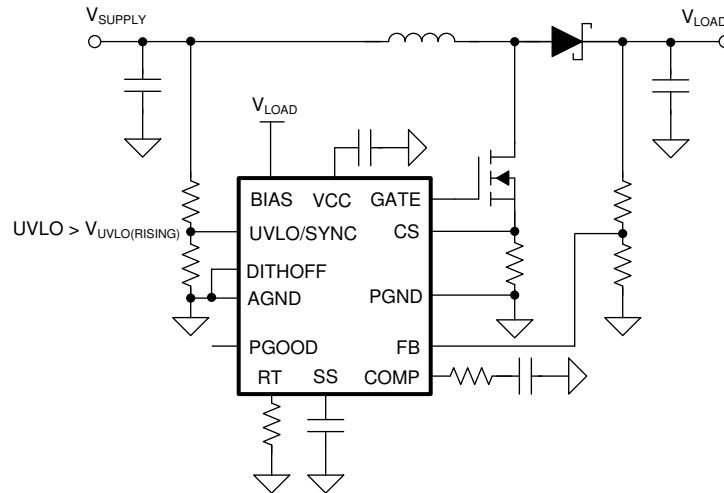 VSUPPLY
VLOAD
VLOAD
BIAS
VCC
GATE
UVLO > VUVLO(RISING)
UVLO/SYNC
CS
DITHOFF
AGND
PGND
PGOOD
FB
RT
SS
COMP